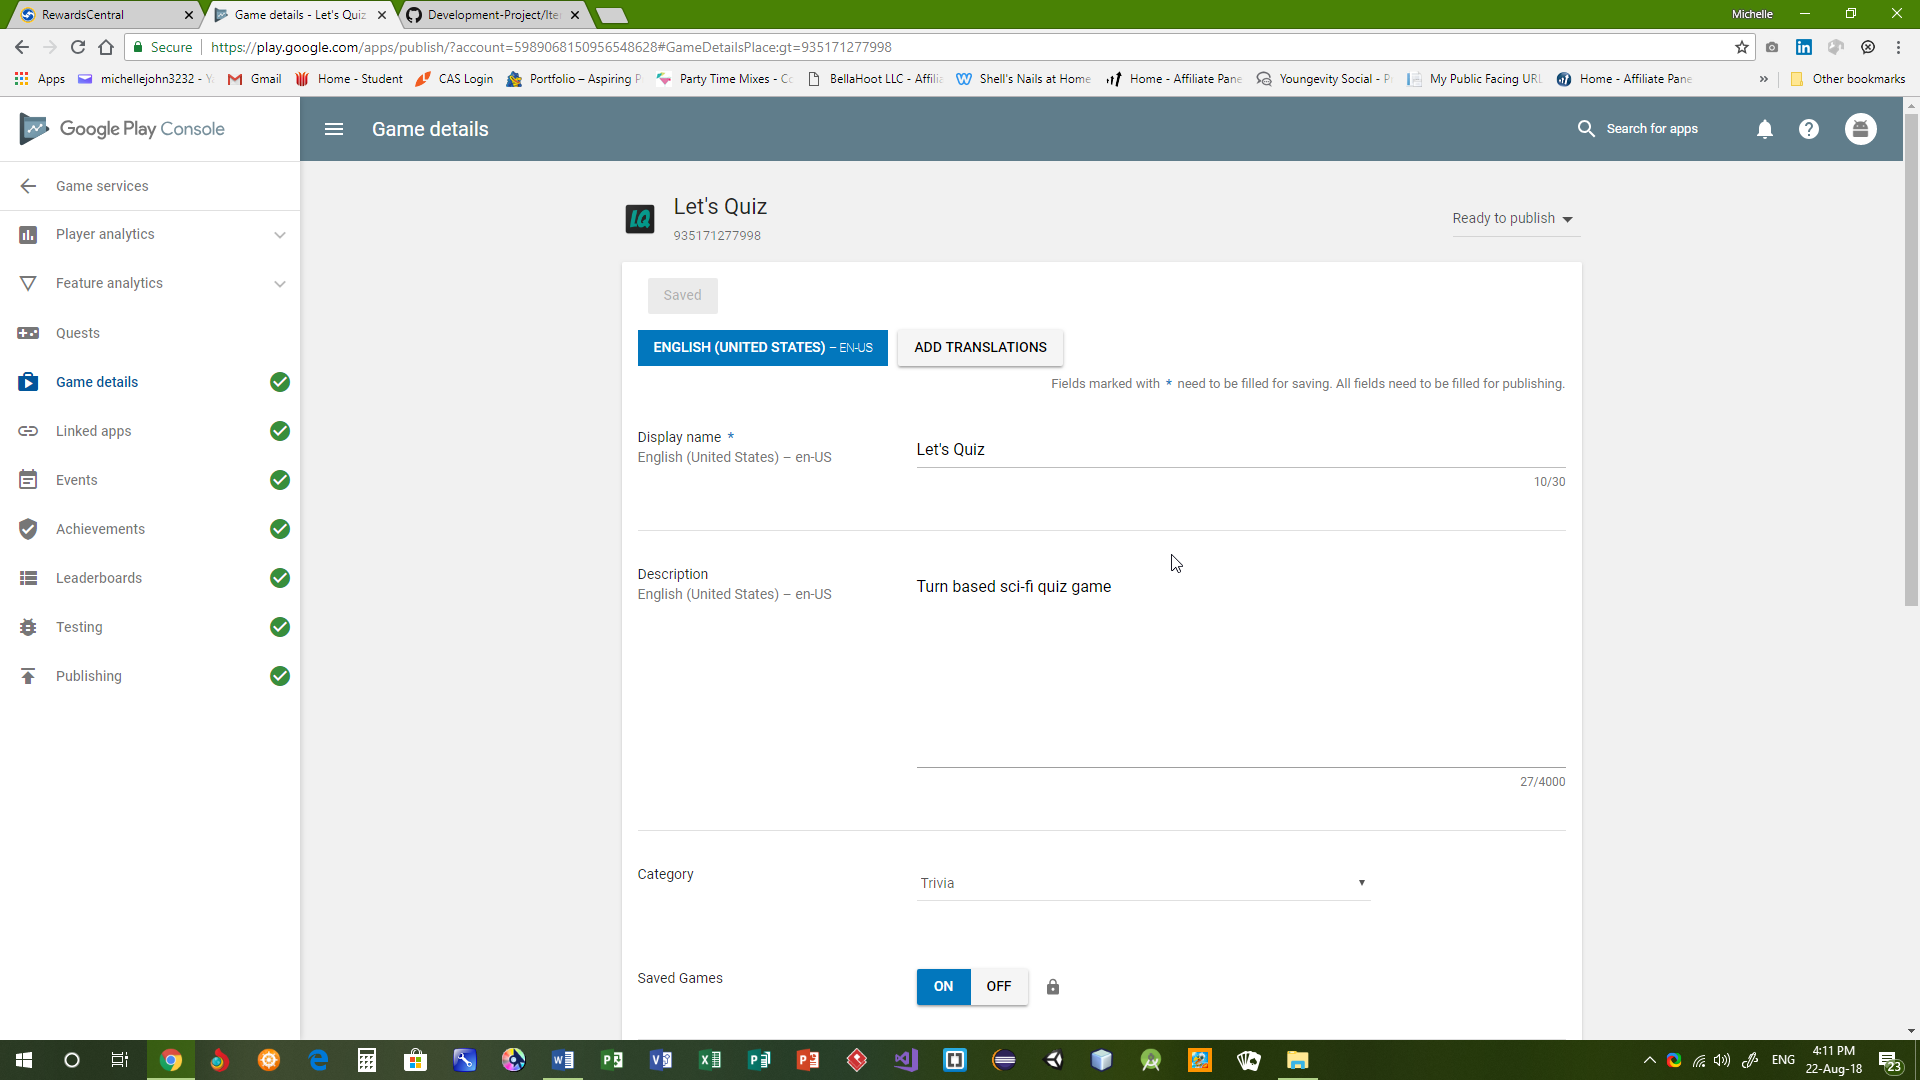 RewardsCentral
Game details - Let's Quiz
Development-Project/Ite
Michelle
Secure
https://play.google.com/apps/publish/?account=5989068150956548628#GameDetailsPlace:gt=935171277998
Apps
michellejohn3232 - Y
Gmail
Home - Student
CAS Login
Portfolio – Aspiring P
Party Time Mixes - Co
BellaHoot LLC - Affilia
Shell's Nails at Home
Home - Affiliate Pane
Youngevity Social - P
My Public Facing URL
Home - Affiliate Pane
»
Other bookmarks
Google Play Console
Game details
Search for apps
Game services
Player analytics
Feature analytics
Quests
Game details
Linked apps
Events
Achievements
Leaderboards
Testing
Publishing
LQ
Let's Quiz
935171277998
Ready to publish
Saved
ENGLISH (UNITED STATES) – EN-US
ADD TRANSLATIONS
Fields marked with * need to be filled for saving. All fields need to be filled for publishing.
Display name *
English (United States) – en-US
Let's Quiz
10/30
Description
English (United States) – en-US
Turn based sci-fi quiz game
27/4000
Category
Trivia
Saved Games
ON
OFF
ENG
4:11 PM
22-Aug-18
23